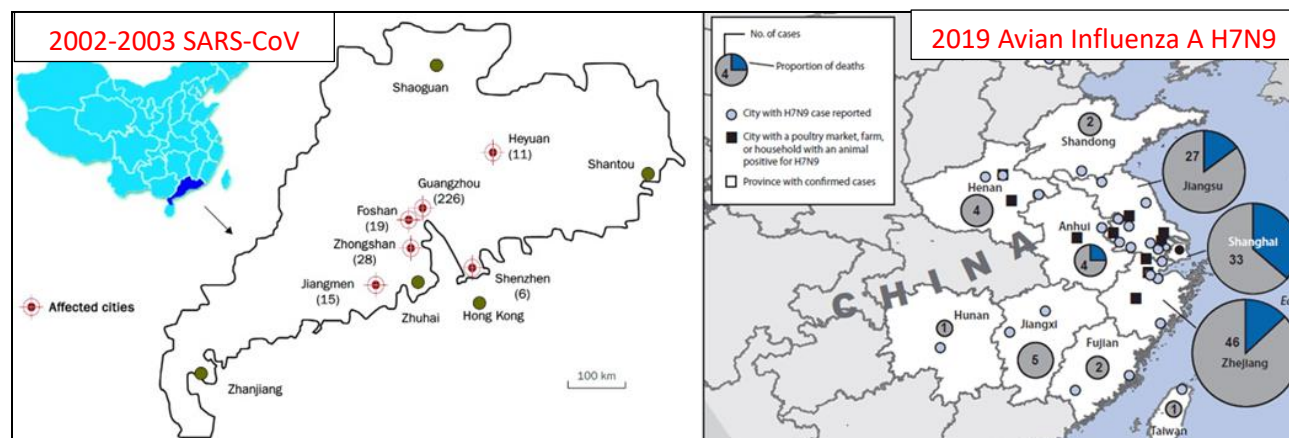 2002-2003 SARS-CoV
Shaoguan
Heyuan
(11)
Shantou
Guangzhou
(226)
Foshan
(19)
Zhongshan
(28)
Jiangmen
(15)
Shenzhen
(6)
Zhuhai
Hong Kong
Affected cities
Zhanjiang
100 km
2019 Avian Influenza A H7N9
No. of cases
4
Proportion of deaths
City with H7N9 case reported
City with a poultry market, farm,
or household with an animal
positive for H7N9
Province with confirmed cases
2
Shandong
27
Jiangsu
Henan
4
Anhui
4
Shanghai
33
CHINA
Hunan
1
Jiangxi
5
Fujian
2
46
Zhejiang
1
Taiwan